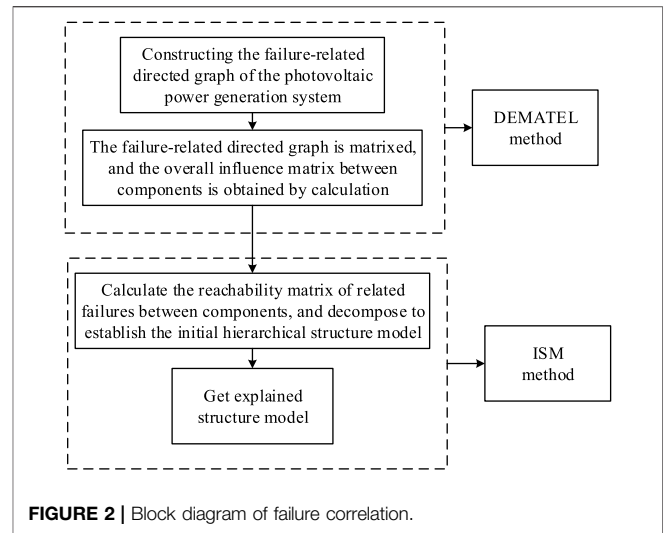 Constructing the failure-related
directed graph of the photovoltaic
power generation system
The failure-related directed graph is matrixed,
and the overall influence matrix between
components is obtained by calculation
DEMATEL
method
Calculate the reachability matrix of related
failures between components, and decompose to
establish the initial hierarchical structure model
Get explained
structure model
ISM
method
FIGURE 2 | Block diagram of failure correlation.